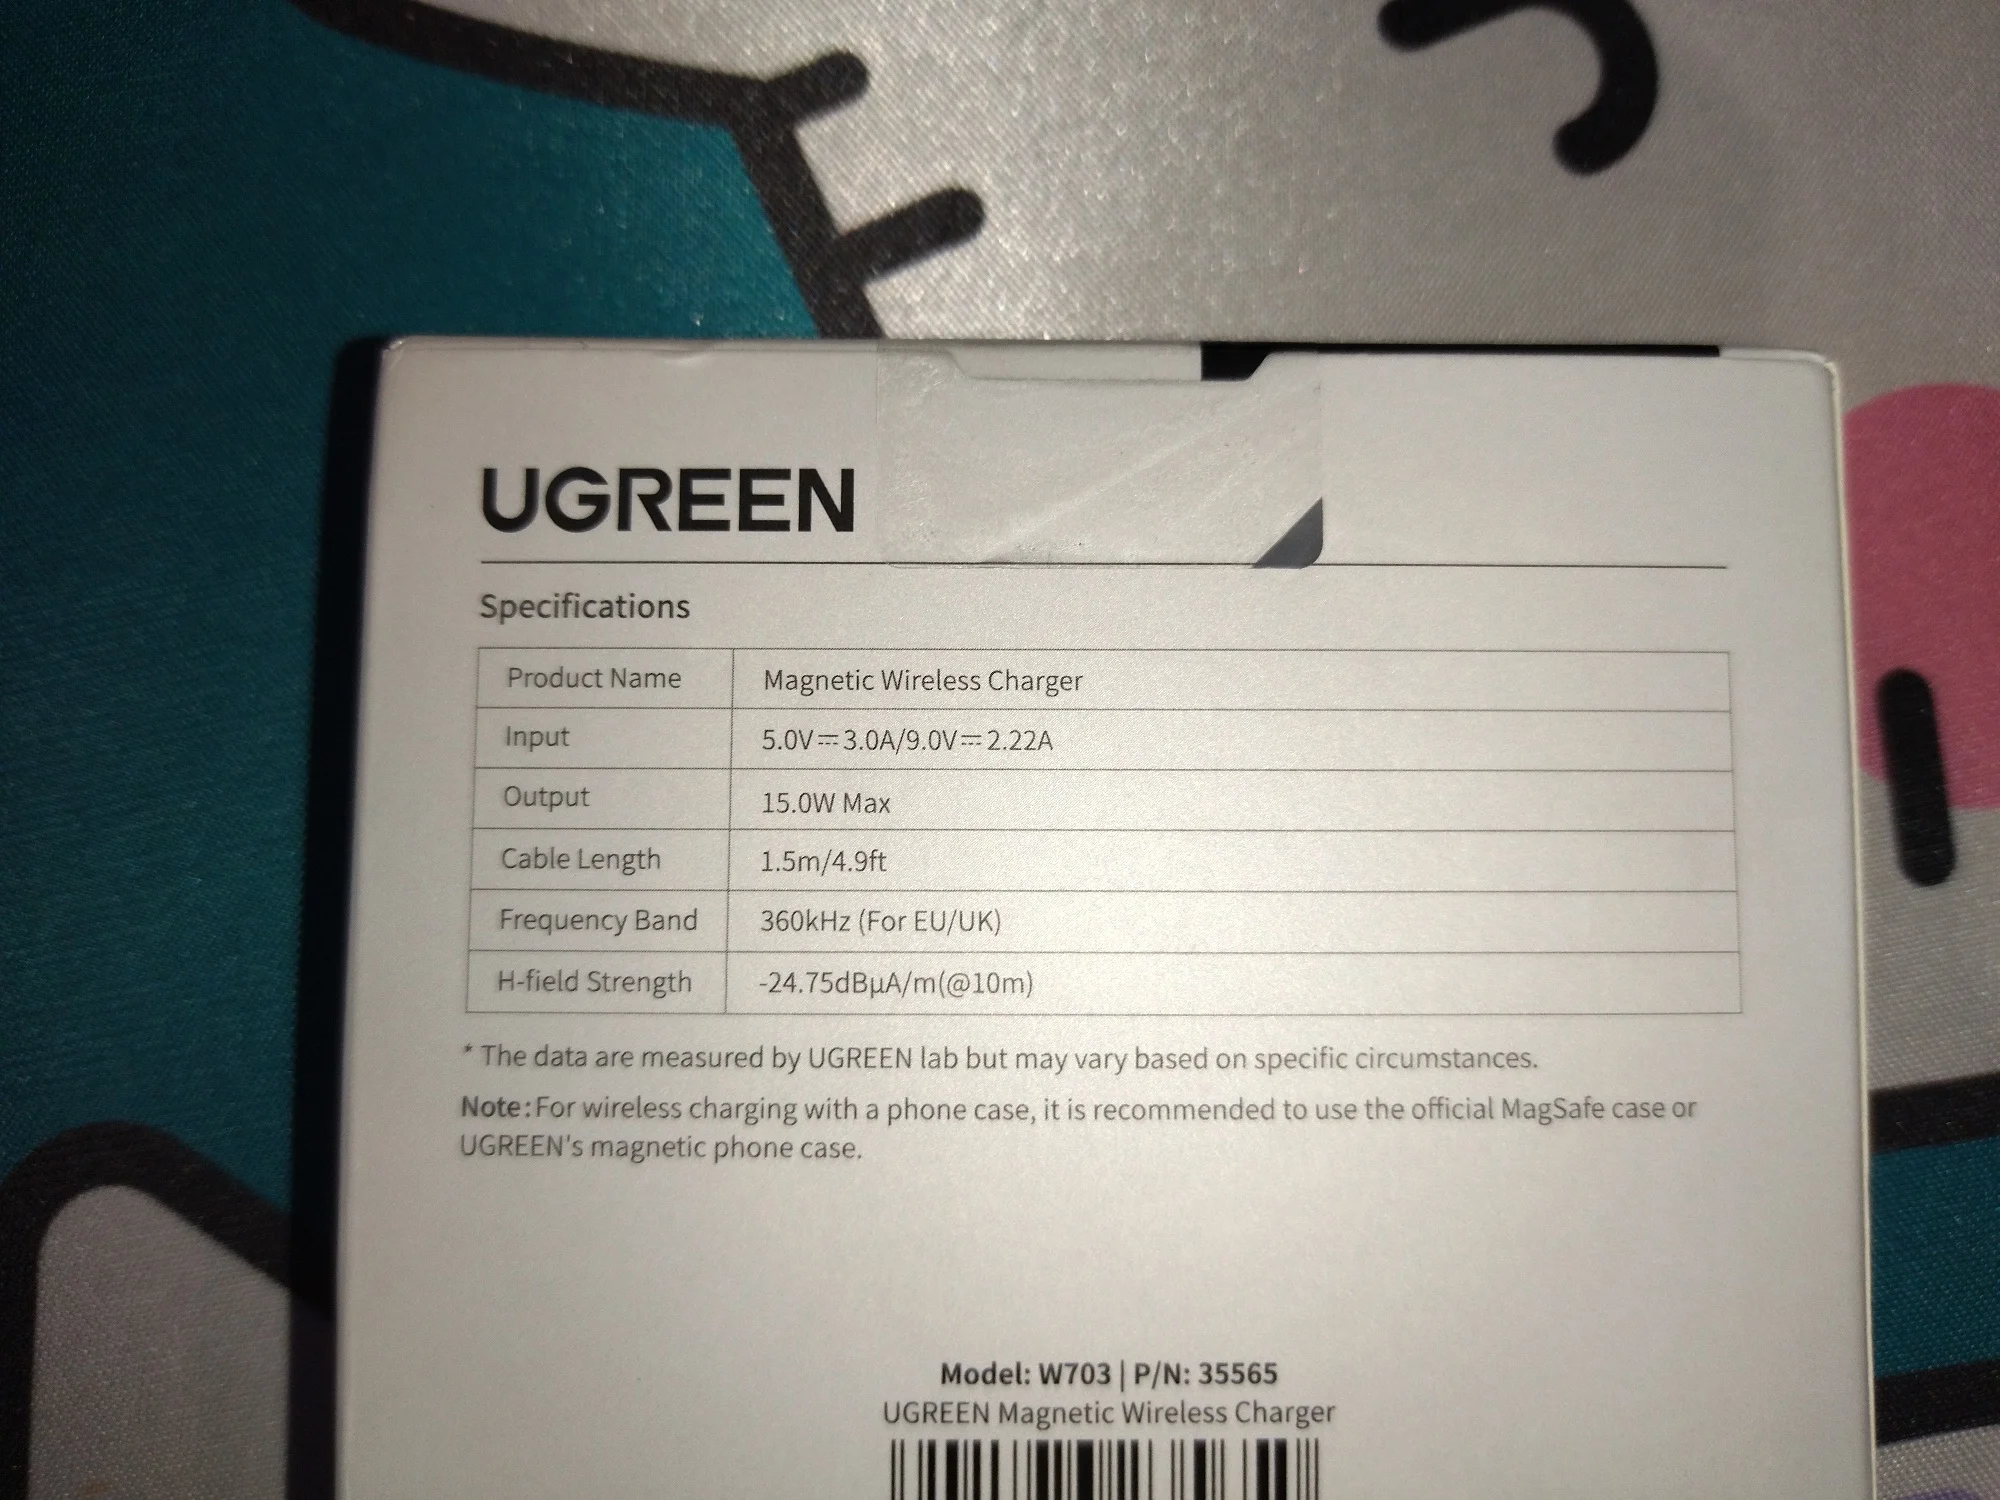 UGREEN
Specifications
Product Name Magnetic Wireless Charger
Input 5.0V⎓3.0A/9.0V⎓2.22A
Output 15.0W Max
Cable Length 1.5m/4.9ft
Frequency Band 360kHz (For EU/UK)
H-field Strength -24.75dBµA/m(@10m)
* The data are measured by UGREEN lab but may vary based on specific circumstances.
Note:For wireless charging with a phone case, it is recommended to use the official MagSafe case or
UGREEN's magnetic phone case.
Model: W703 | P/N: 35565
UGREEN Magnetic Wireless Charger